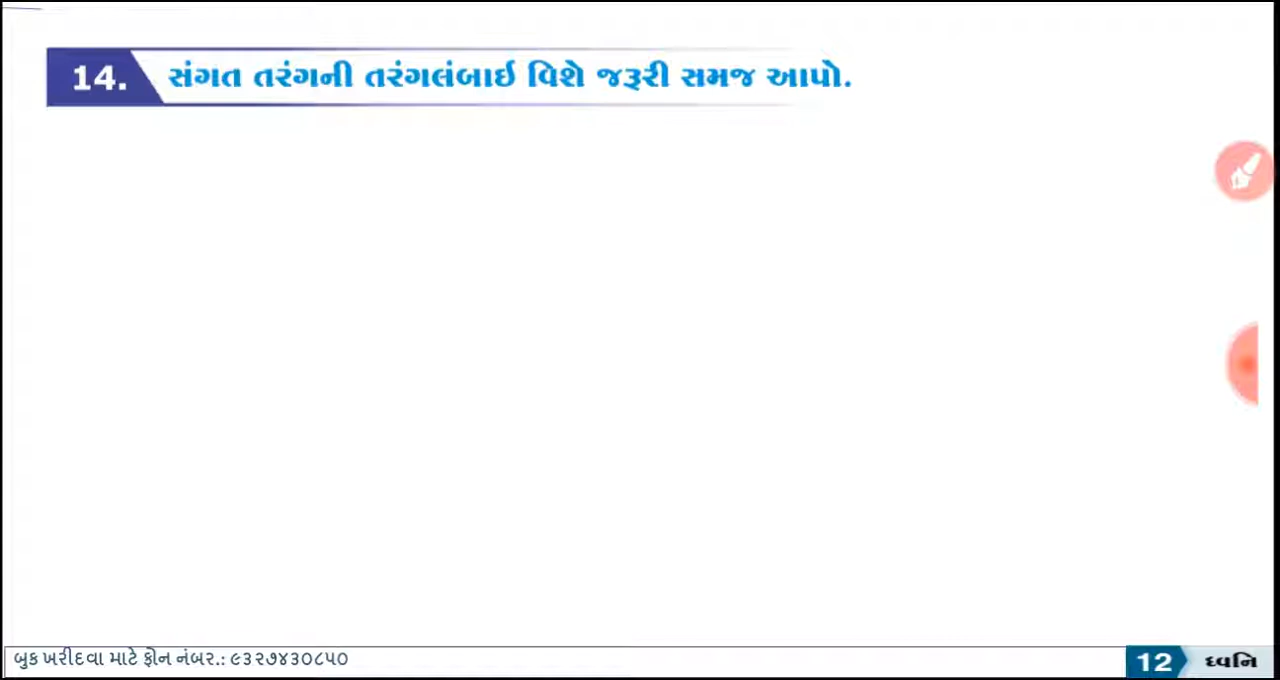 14. સંગત તરંગની તરંગલંબાઈ વિશે જરૂરી સમજ આપો.
બુક ખરીદવા માટે ફોન નંબર.: ૯૩૨૭૪૩૦૮૫૦
12 ધ્વનિ